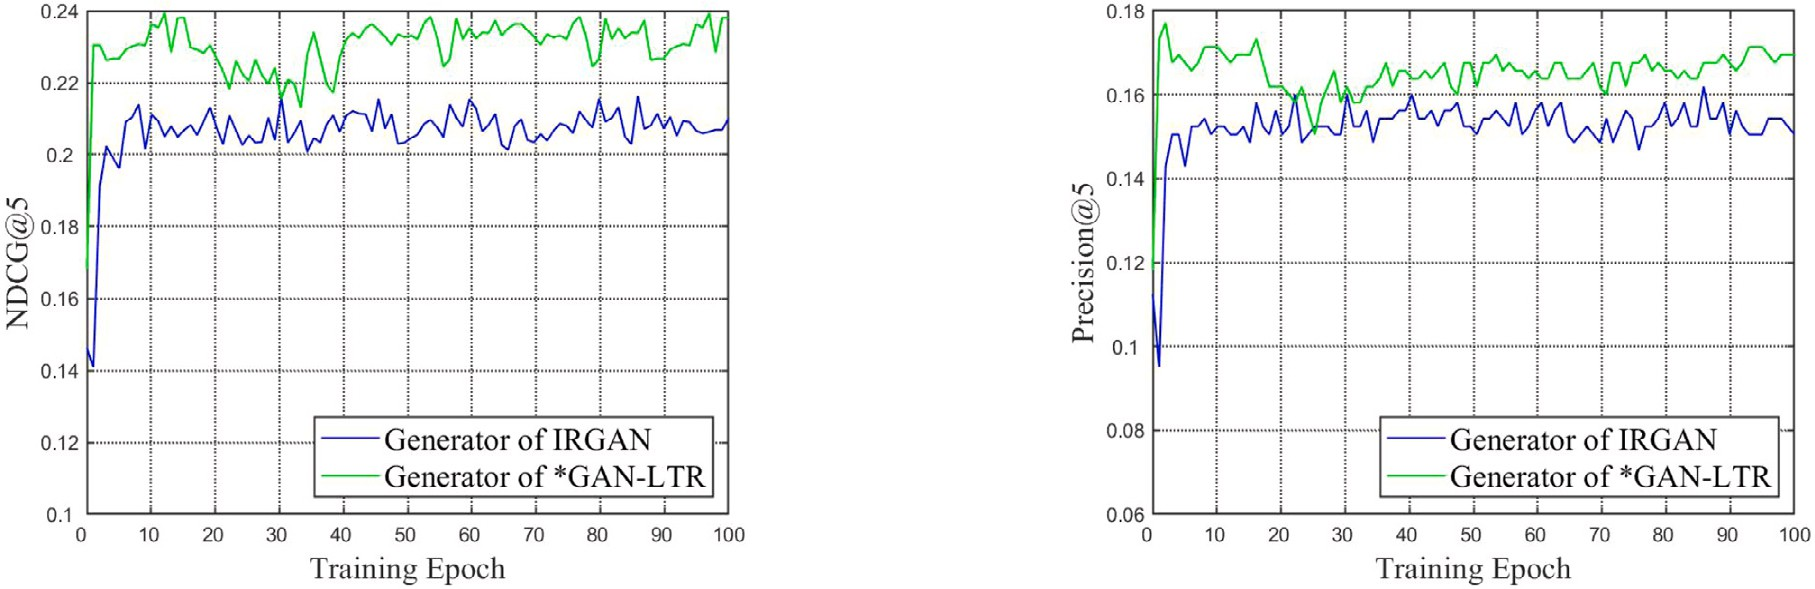 0.24
0.22
0.2
0.18
0.16
0.14
0.12
0.1
NDCG@5
0 10 20 30 40 50 60 70 80 90 100
Training Epoch
Generator of IRGAN
Generator of *GAN-LTR
0.18
0.16
0.14
0.12
0.1
0.08
0.06
Precision@5
0 10 20 30 40 50 60 70 80 90 100
Training Epoch
Generator of IRGAN
Generator of *GAN-LTR